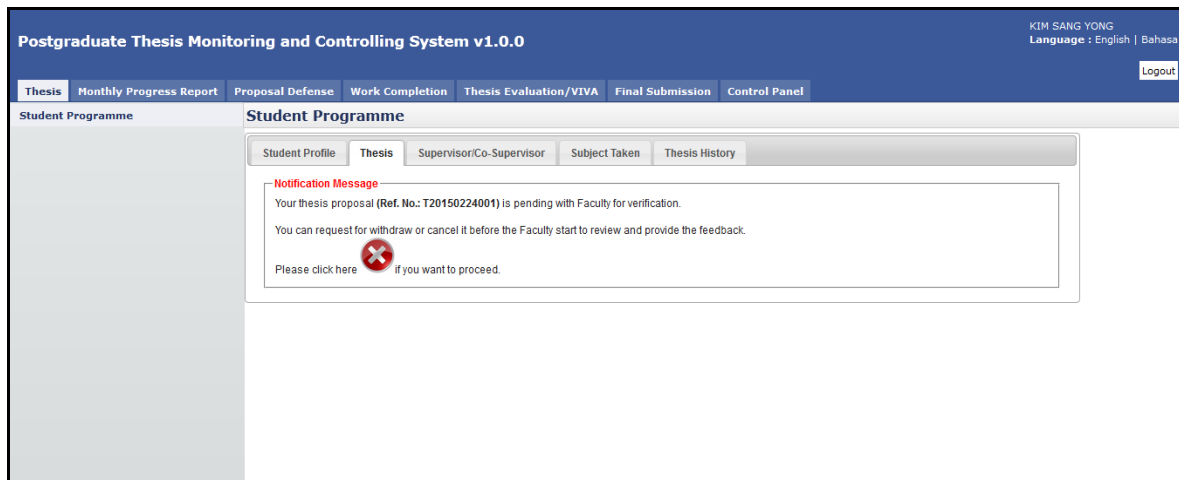 KIM SANG YONG
Postgraduate Thesis Monitoring and Controlling System v1.0.0
Language : English | Bahasa
Logout
Thesis Monthly Progress Report Proposal Defense Work Completion Thesis Evaluation/VIVA Final Submission Control Panel
Student Programme Student Programme
Student Profile Thesis Supervisor/Co-Supervisor Subject Taken Thesis History
Notification Message
Your thesis proposal (Ref. No.: T20150224001) is pending with Faculty for verification.
You can request for withdraw or cancel it before the Faculty start to review and provide the feedback.
Please click here if you want to proceed.